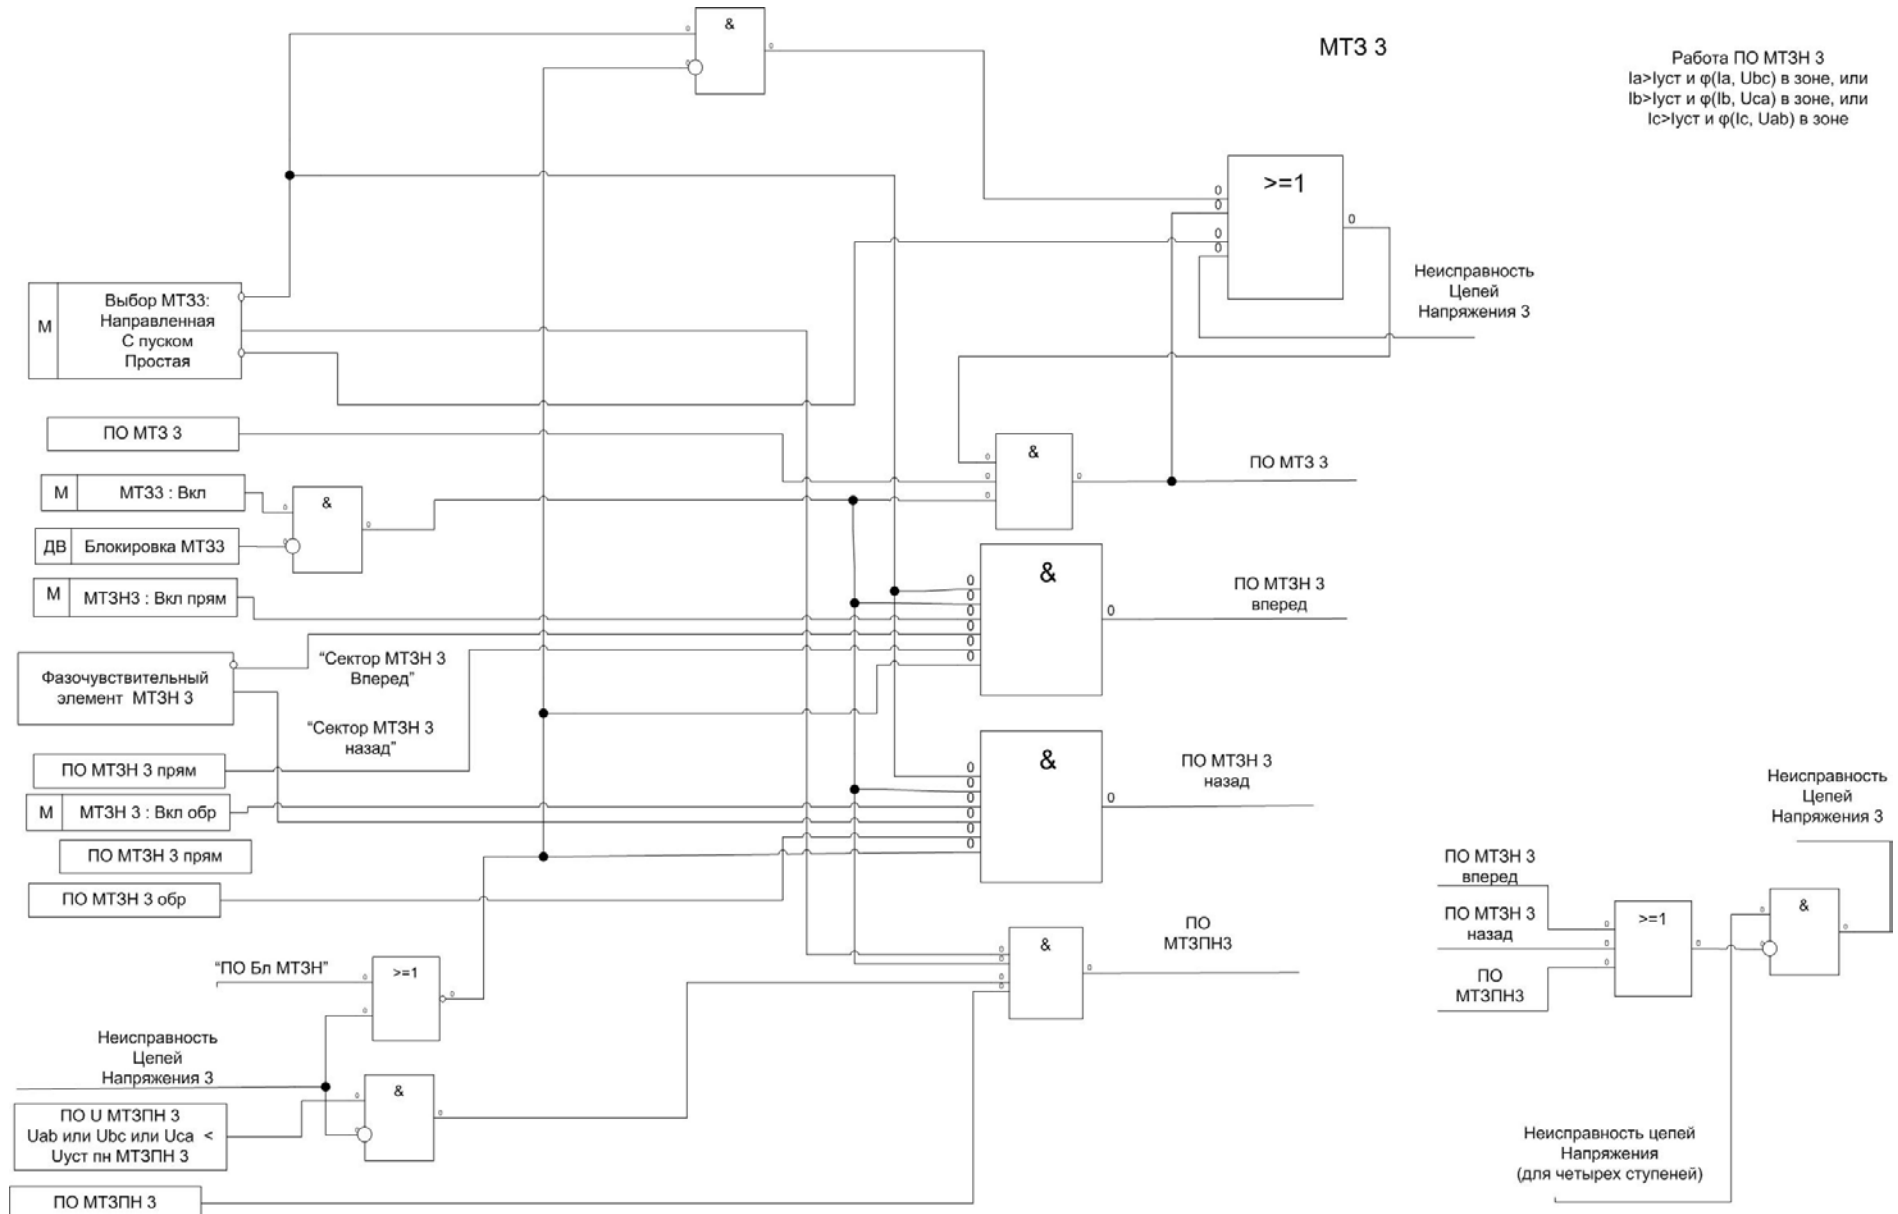 МТЗ 3
Работа ПО МТЗН 3
Ia>Iуст и φ(Ia, Ubc) в зоне, или
Ib>Iуст и φ(Ib, Uca) в зоне, или
Ic>Iуст и φ(Ic, Uab) в зоне
&
>=1
Неисправность
Цепей
Напряжения 3
М
Выбор МТЗ3:
Направленная
С пуском
Простая
ПО МТЗ 3
&
ПО МТЗ 3
М
МТЗ3 : Вкл
&
ДВ
Блокировка МТЗ3
М
МТЗН3 : Вкл прям
&
ПО МТЗН 3
вперед
Фазочувствительный
элемент МТЗН 3
“Сектор МТЗН 3
Вперед”
“Сектор МТЗН 3
назад”
&
ПО МТЗН 3
назад
ПО МТЗН 3 прям
М
МТЗН 3 : Вкл обр
ПО МТЗН 3 прям
ПО МТЗН 3 обр
&
ПО
МТЗПН3
“ПО Бл МТЗН”
>=1
Неисправность
Цепей
Напряжения 3
&
ПО U МТЗПН 3
Uab или Ubc или Uca <
Uуст пн МТЗПН 3
ПО МТЗПН 3
Неисправность
Цепей
Напряжения 3
ПО МТЗН 3
вперед
ПО МТЗН 3
назад
ПО
МТЗПН3
>=1
&
Неисправность цепей
Напряжения
(для четырех ступеней)